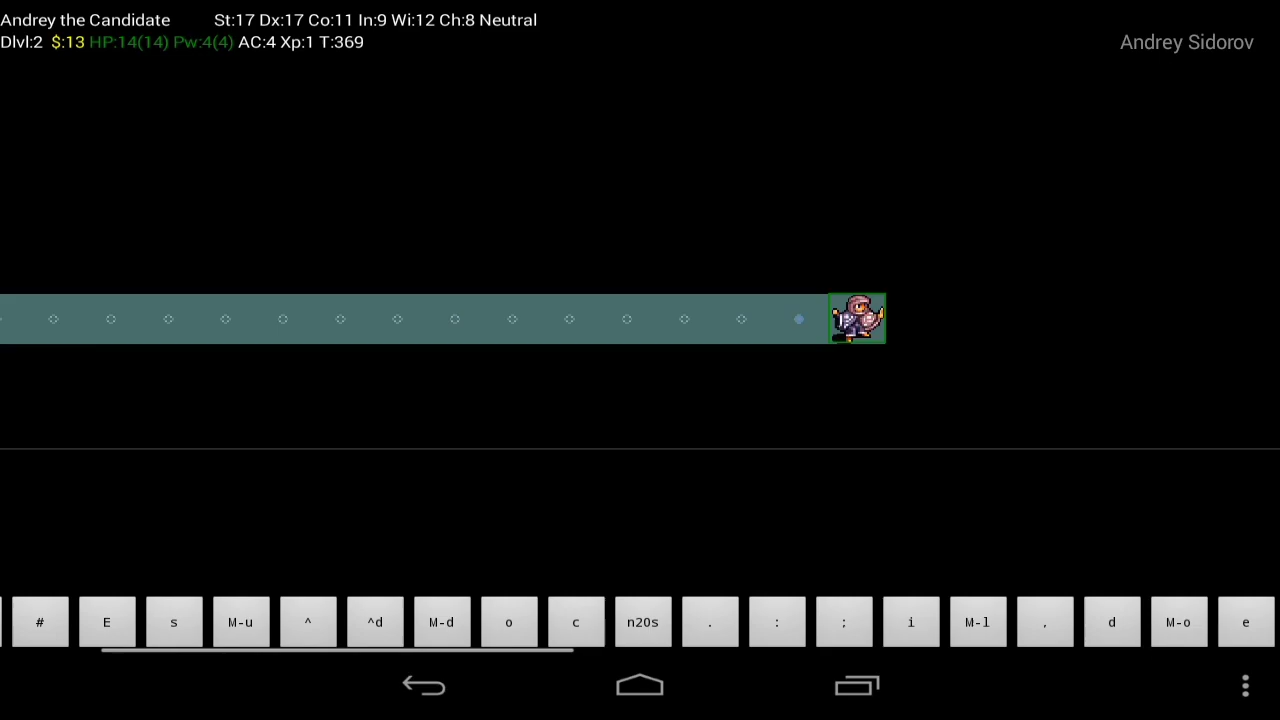 Andrey the Candidate St:17 Dx:17 Co:11 In:9 Wi:12 Ch:8 Neutral
Dlvl:2 $:13 HP:14(14) Pw:4(4) AC:4 Xp:1 T:369
Andrey Sidorov
# E s M-u ^ ^d M-d o c n20s . : ; i M-l , d M-o e